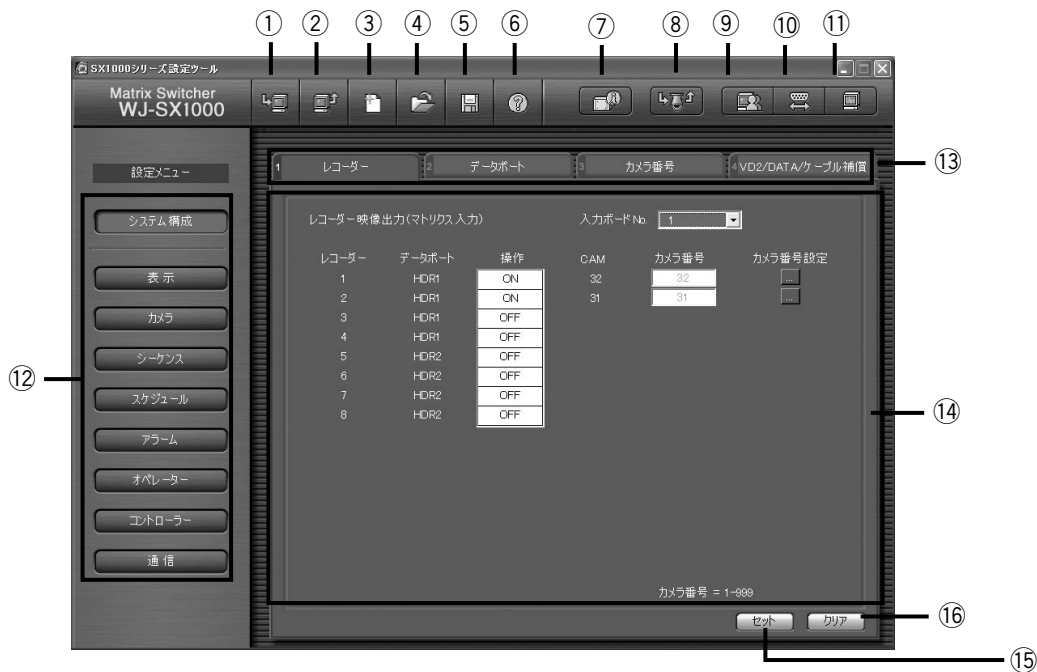 ① ② ③ ④ ⑤ ⑥ ⑦ ⑧ ⑨ ⑩ ⑪
SX1000シリーズ設定ツール
Matrix Switcher
WJ-SX1000
設定メニュー
システム構成
表示
カメラ
シーケンス
スケジュール
アラーム
オペレーター
コントローラー
通信
⑫
1 レコーダー 2 データポート 3 カメラ番号 4 VD2/DATA/ケーブル補償
⑬
レコーダー映像出力(マトリクス入力) 入力ボードNo. 1
レコーダー データポート 操作 CAM カメラ番号 カメラ番号設定
1 HDR1 ON 32 32 ...
2 HDR1 ON 31 31 ...
3 HDR1 OFF
4 HDR1 OFF
5 HDR2 OFF
6 HDR2 OFF
7 HDR2 OFF
8 HDR2 OFF
⑭
カメラ番号 = 1-999
セット クリア
⑯
⑮